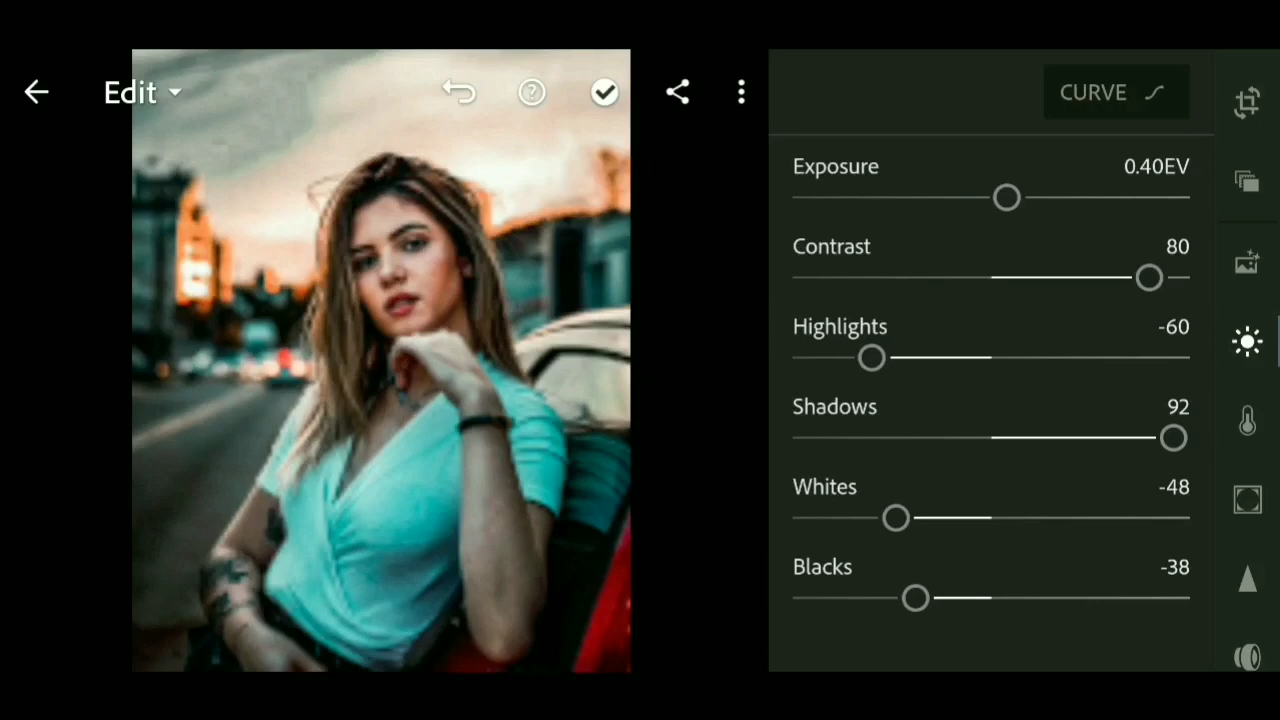 Edit
CURVE
Exposure 0.40EV
Contrast 80
Highlights -60
Shadows 92
Whites -48
Blacks -38